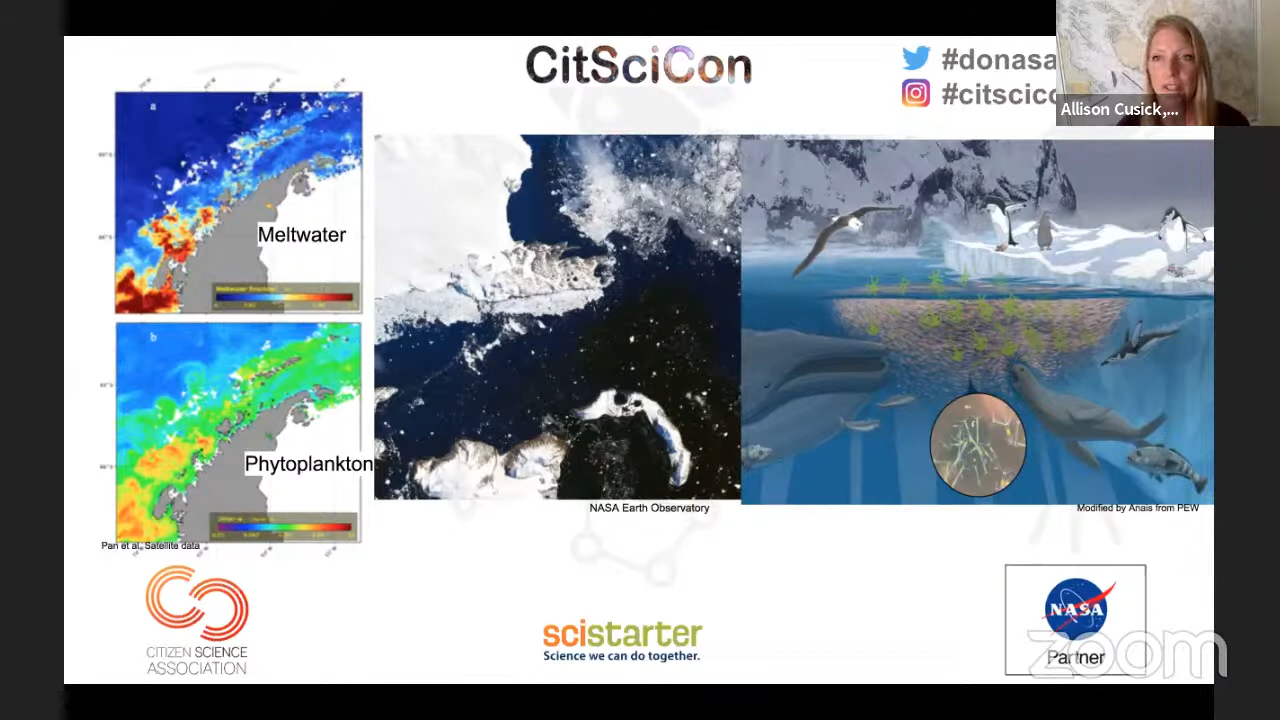 CitSciCon
#donasa
#citscico
Allison Cusick,...
a
Meltwater
b
Phytoplankton
Pan et al. Satellite data
NASA Earth Observatory
Modified by Anais from PEW
CITIZEN SCIENCE
ASSOCIATION
scistarter
Science we can do together.
NASA
Partner
zoom